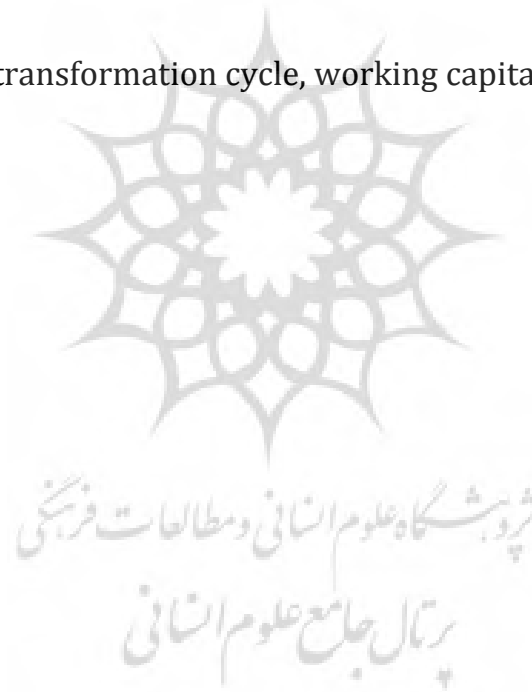 transformation cycle, working capita
پژوهشگاه علوم انسانی و مطالعات فرهنگی
پرتال جامع علوم انسانی